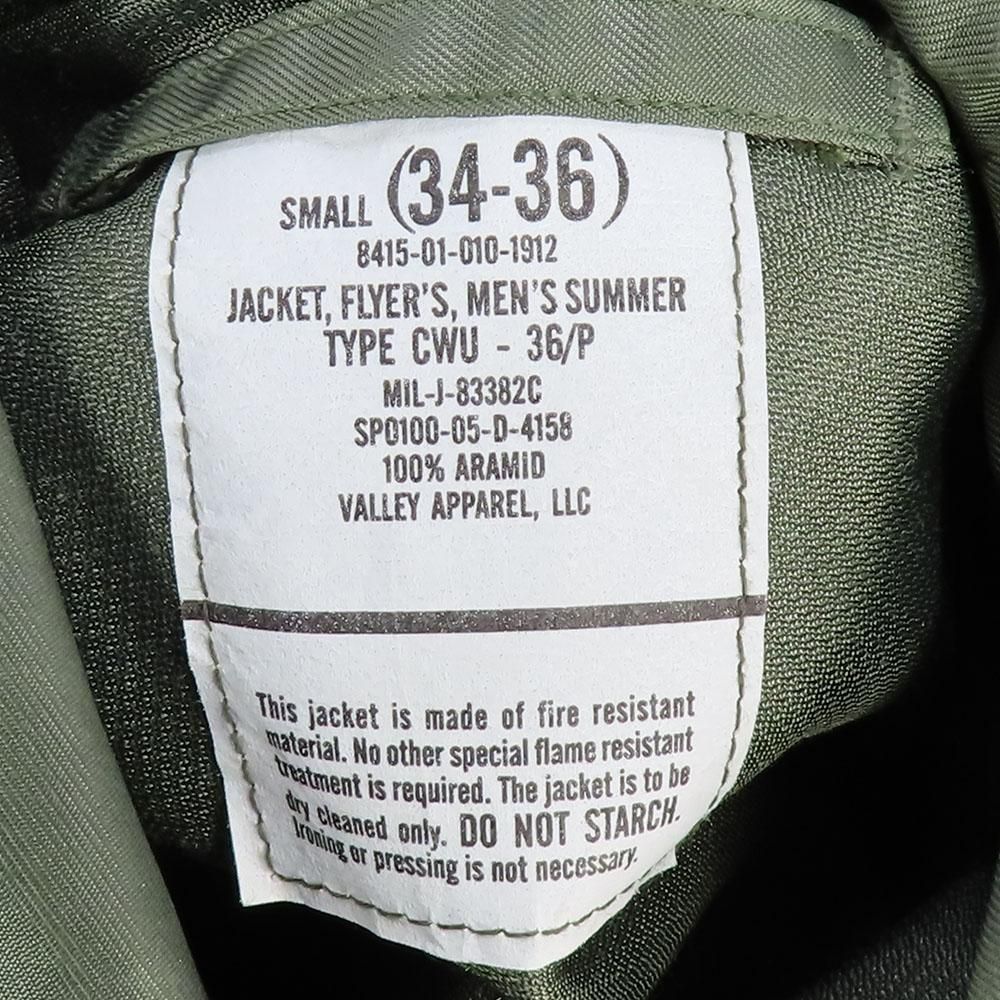 SMALL (34-36)
8415-01-010-1912
JACKET, FLYER'S, MEN'S SUMMER
TYPE CWU - 36/P
MIL-J-83382C
SP0100-05-D-4158
100% ARAMID
VALLEY APPAREL, LLC
This jacket is made of fire resistant
material. No other special flame resistant
treatment is required. The jacket is to be
dry cleaned only. DO NOT STARCH.
Ironing or pressing is not necessary.